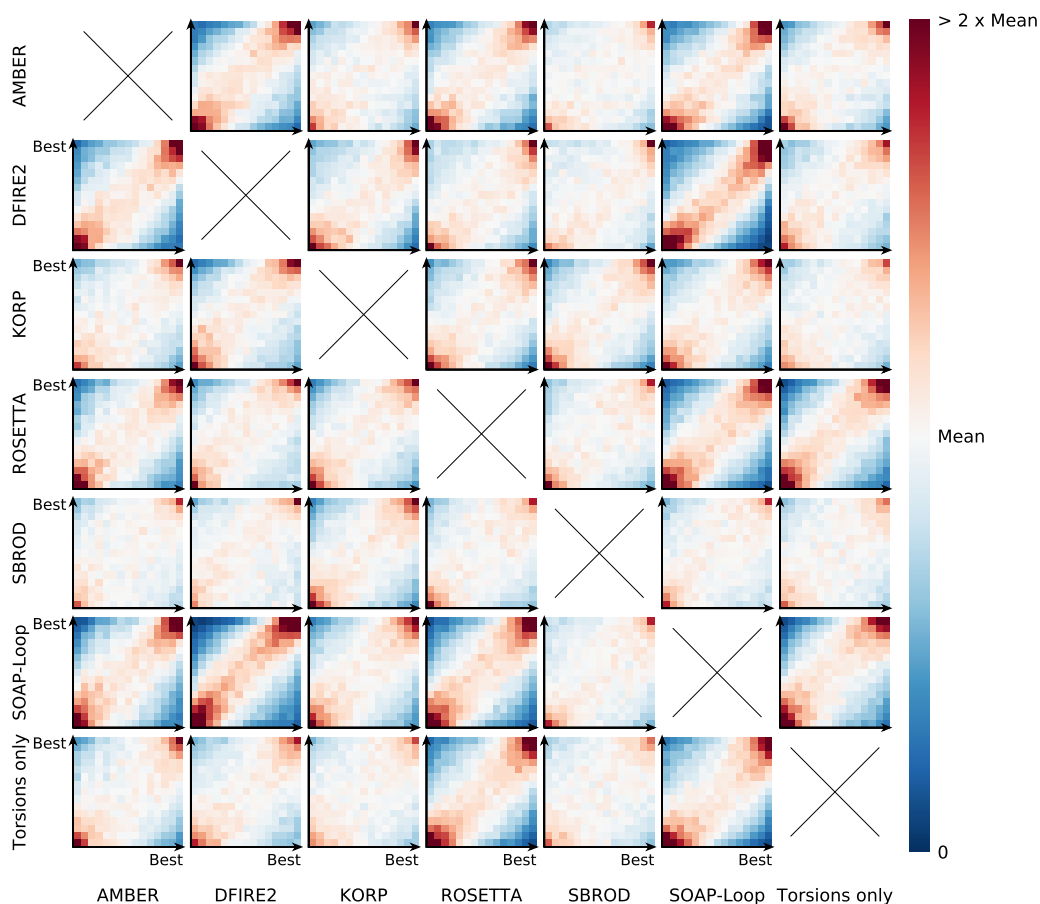 > 2 x Mean
AMBER
Best
DFIRE2
Best
KORP
Best
ROSETTA
Mean
Best
SBROD
Best
SOAP-Loop
Best
Torsions only
0
Best Best Best Best Best Best
AMBER DFIRE2 KORP ROSETTA SBROD SOAP-Loop Torsions only